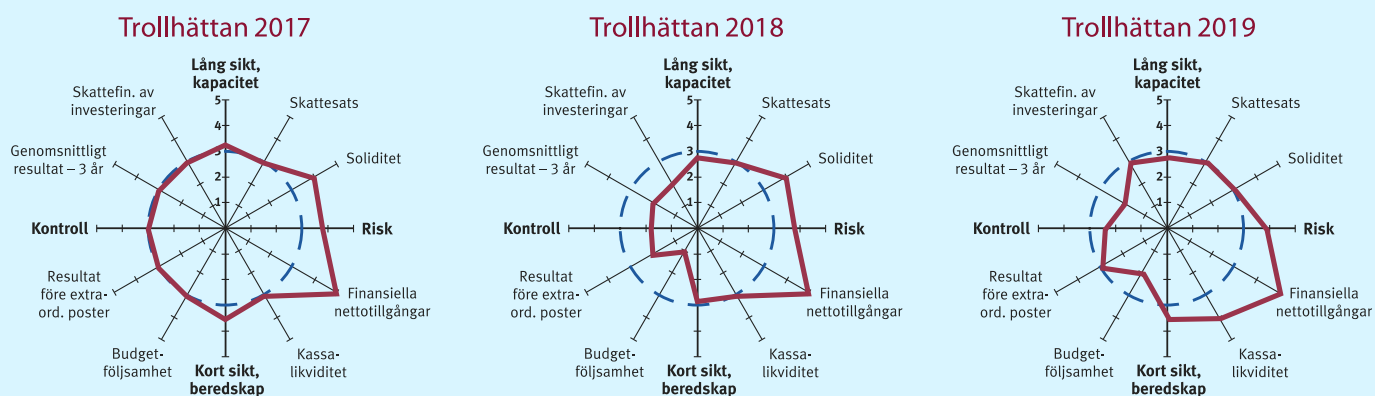 Trollhättan 2017
Lång sikt,
kapacitet
Skattefin. av
investeringar
Skattesats
Genomsnittligt
resultat – 3 år
Soliditet
5
4
3
2
1
Kontroll
Risk
Resultat
före extra-
ord. poster
Finansiella
nettotillgångar
Budget-
följsamhet
Kassa-
likviditet
Kort sikt,
beredskap
Trollhättan 2018
Lång sikt,
kapacitet
Skattefin. av
investeringar
Skattesats
Genomsnittligt
resultat – 3 år
Soliditet
5
4
3
2
1
Kontroll
Risk
Resultat
före extra-
ord. poster
Finansiella
nettotillgångar
Budget-
följsamhet
Kassa-
likviditet
Kort sikt,
beredskap
Trollhättan 2019
Lång sikt,
kapacitet
Skattefin. av
investeringar
Skattesats
Genomsnittligt
resultat – 3 år
Soliditet
5
4
3
2
1
Kontroll
Risk
Resultat
före extra-
ord. poster
Finansiella
nettotillgångar
Budget-
följsamhet
Kassa-
likviditet
Kort sikt,
beredskap